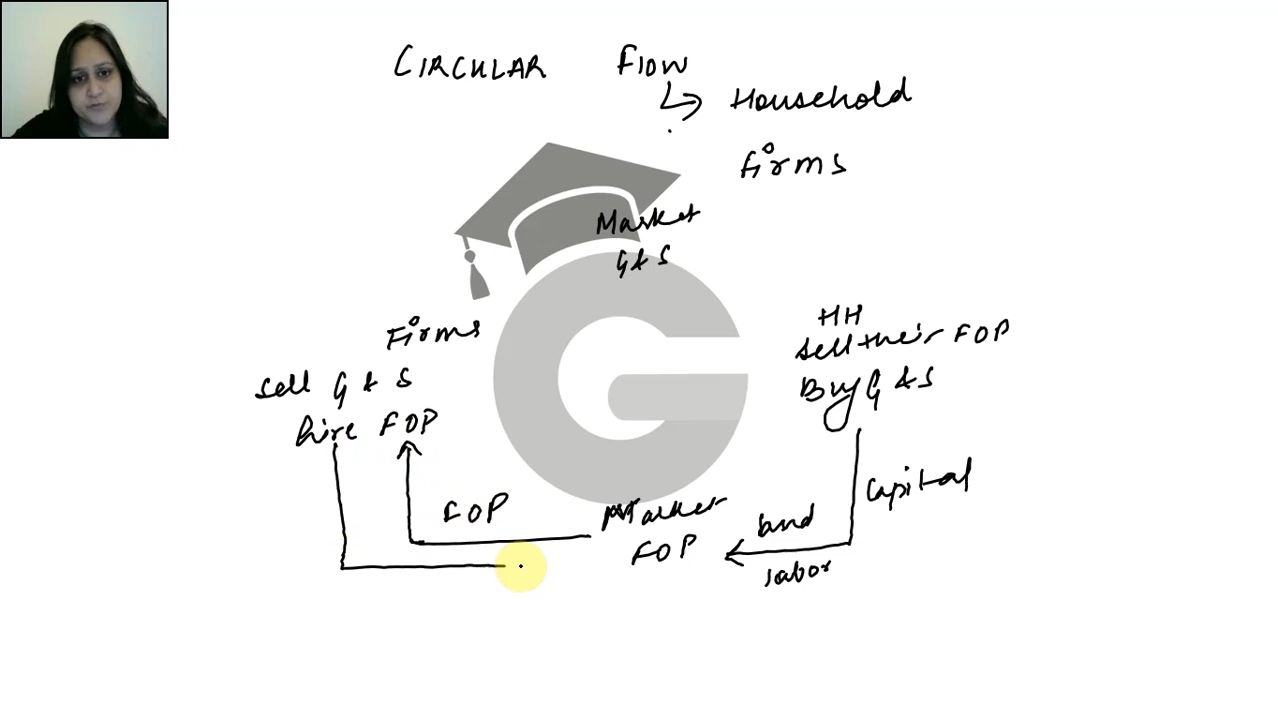 CIRCULAR Flow
Household
Firms
Market
G & S
Firms
Sell G & S
hire FOP
HH
Sell their FOP
Buy G & S
Capital
FOP
Market
FOP
land
labor